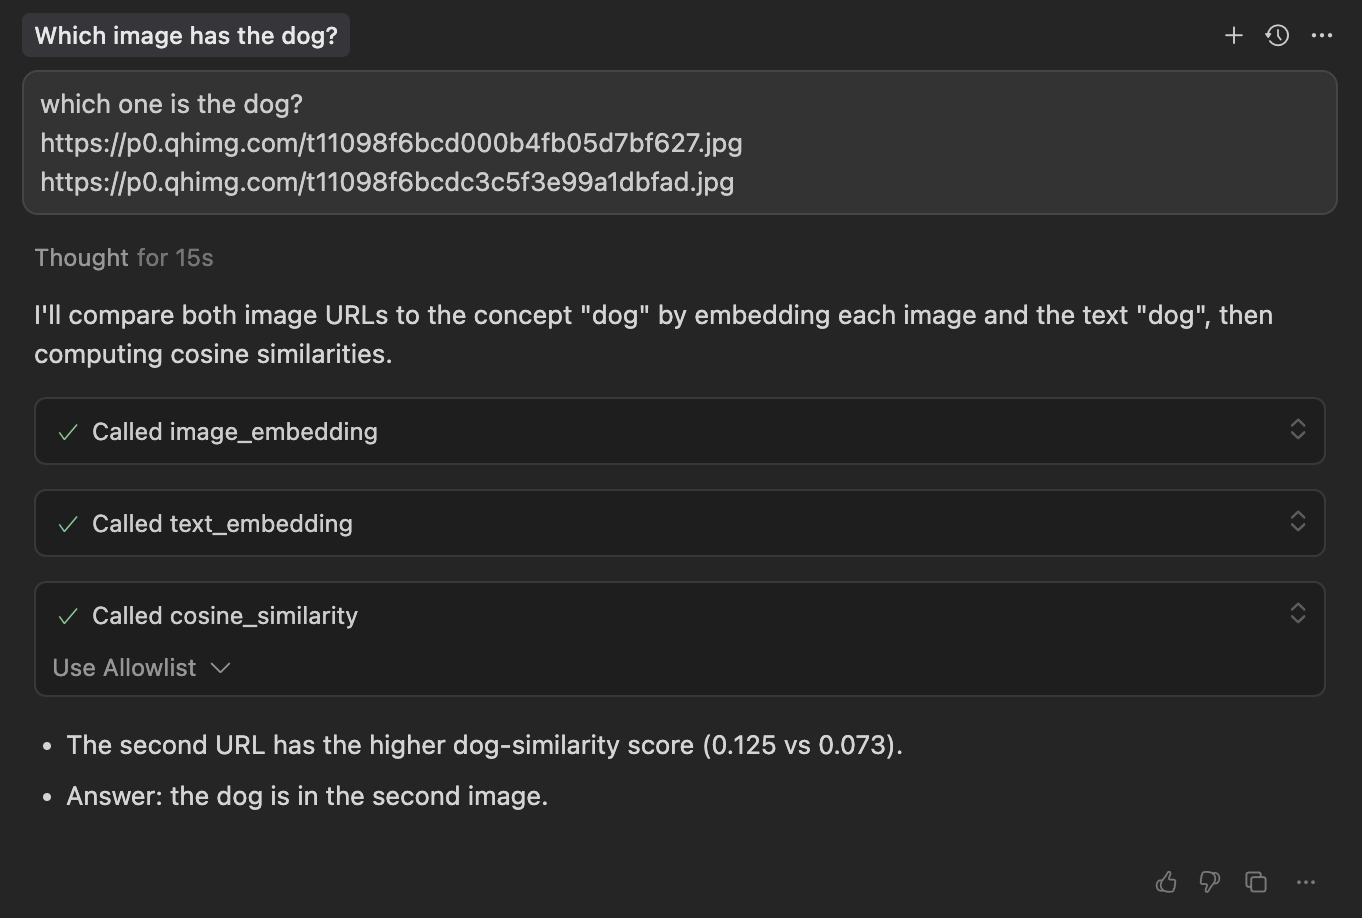 Which image has the dog?
which one is the dog?
https://p0.qhimg.com/t11098f6bcd000b4fb05d7bf627.jpg
https://p0.qhimg.com/t11098f6bcdc3c5f3e99a1dbfad.jpg
Thought for 15s
I'll compare both image URLs to the concept "dog" by embedding each image and the text "dog", then
computing cosine similarities.
Called image_embedding
Called text_embedding
Called cosine_similarity
Use Allowlist
• The second URL has the higher dog-similarity score (0.125 vs 0.073).
• Answer: the dog is in the second image.